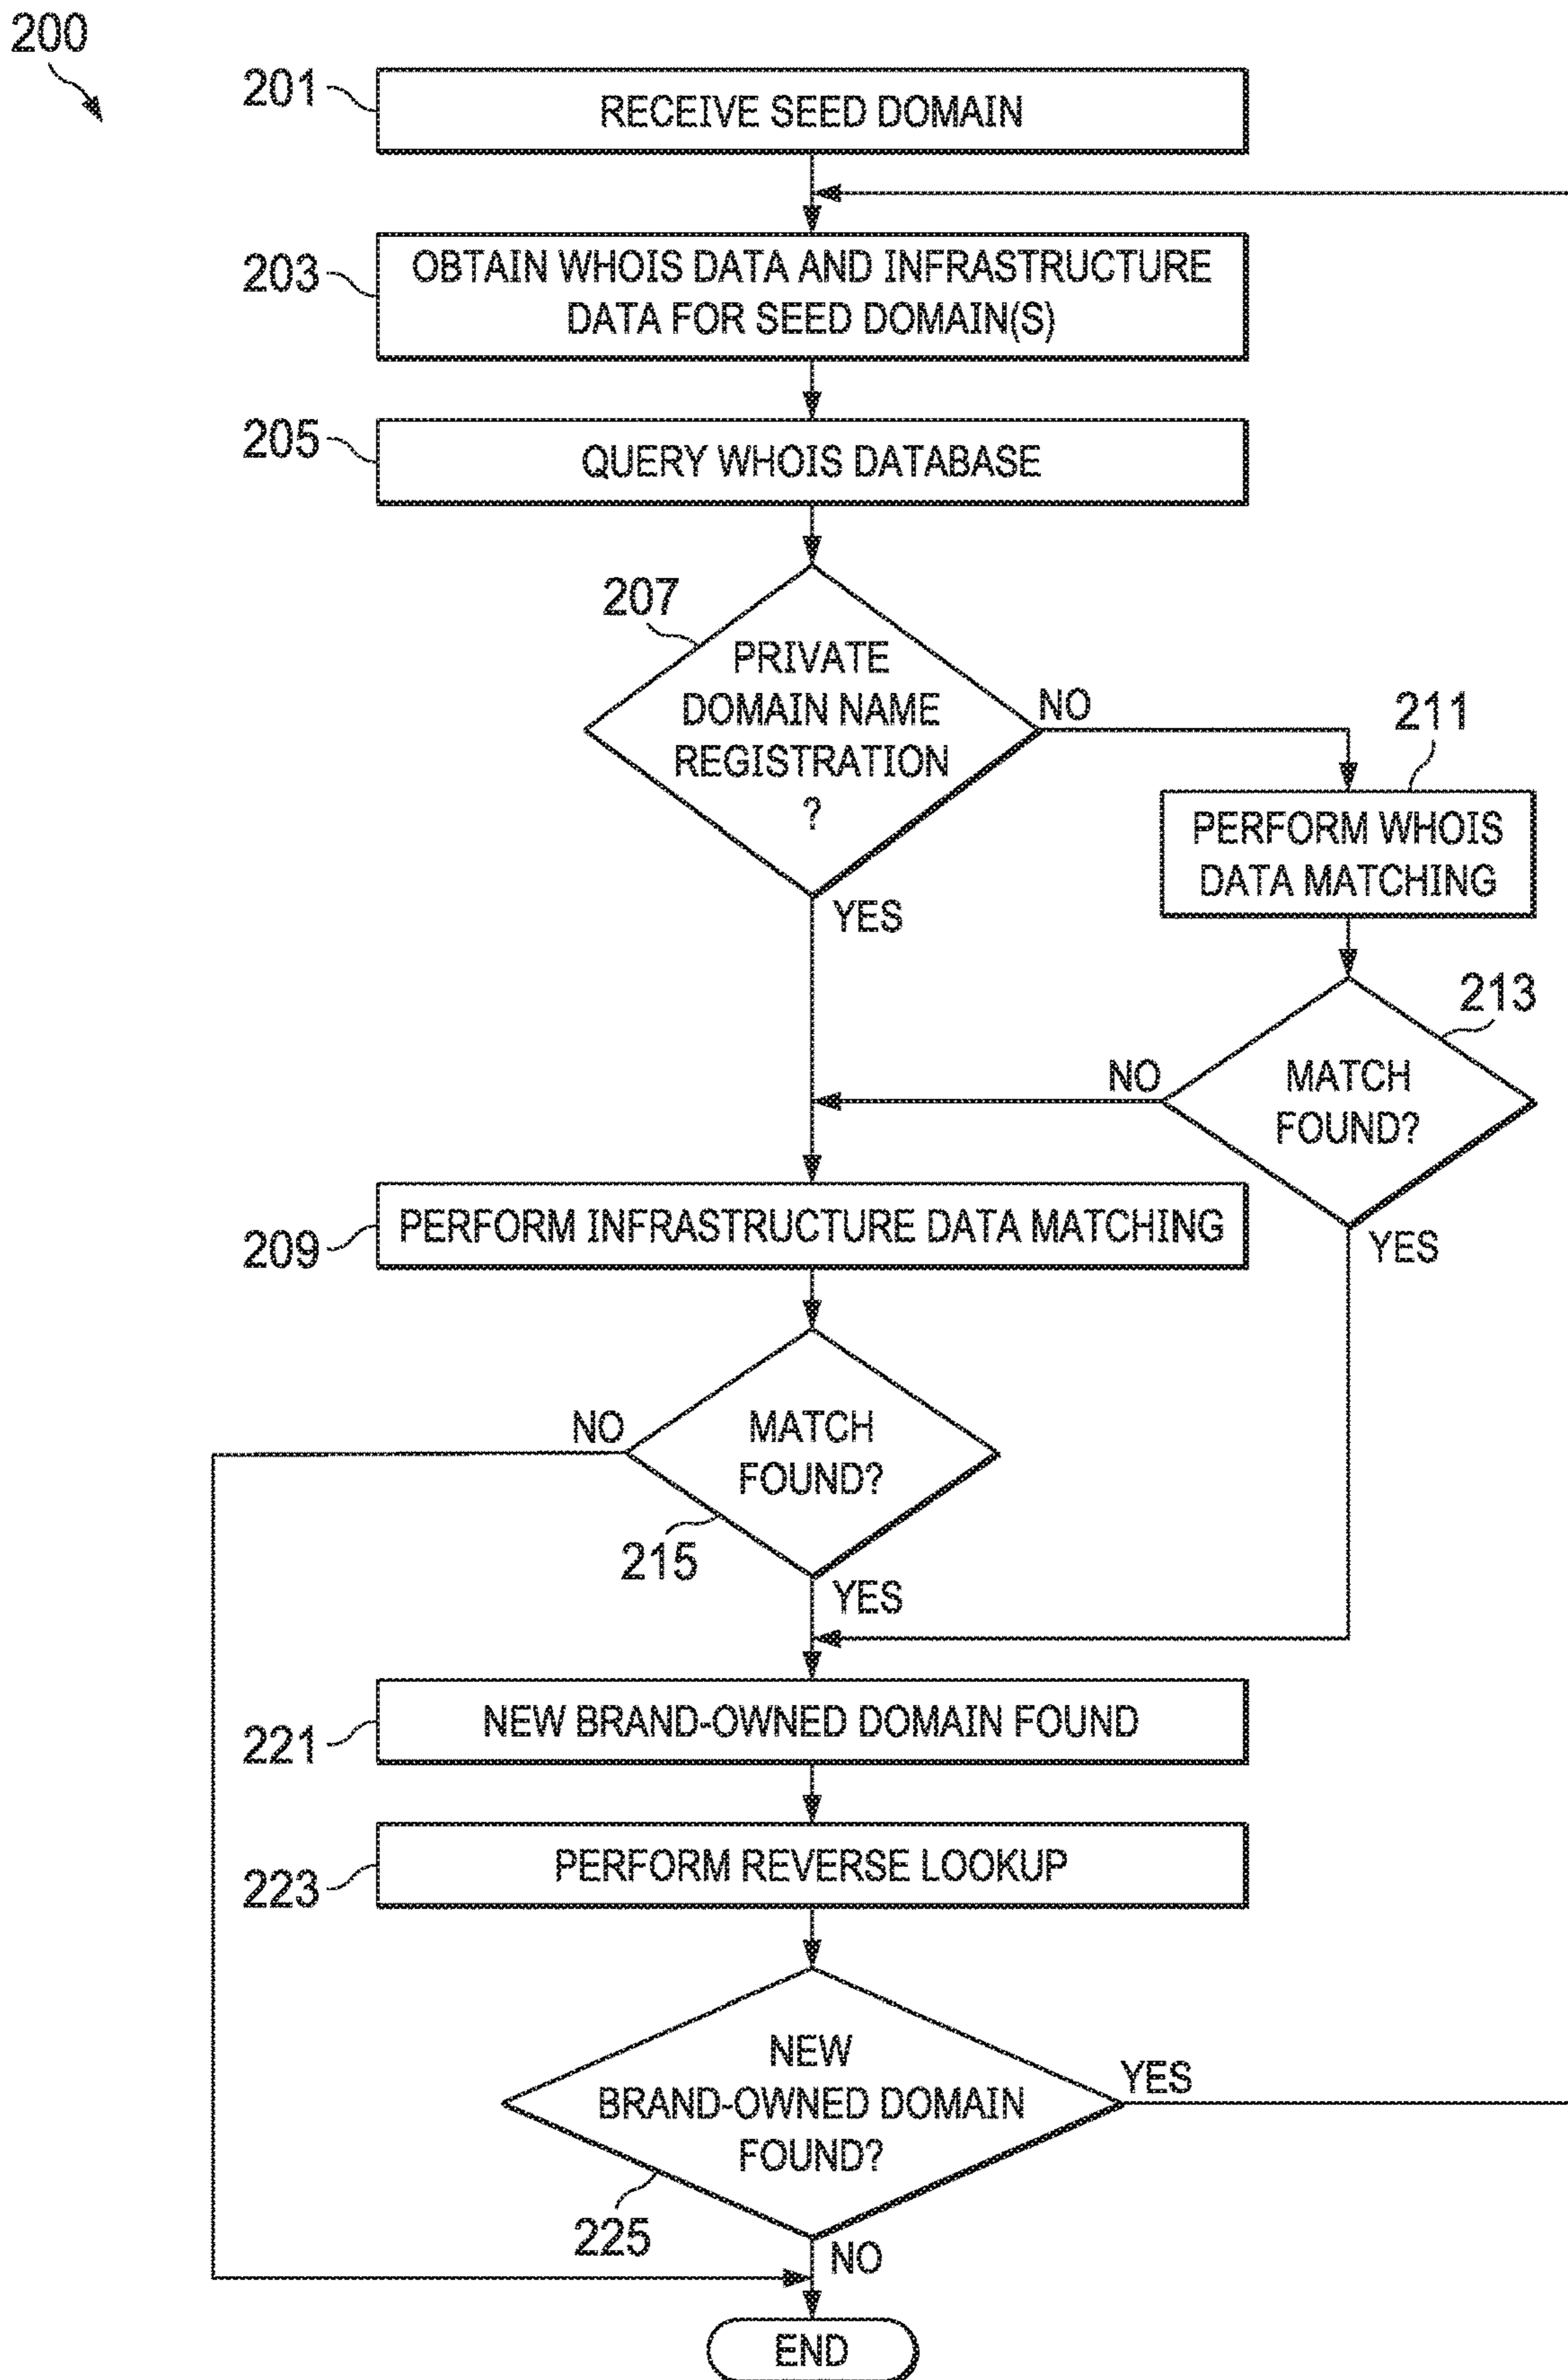 200
201
RECEIVE SEED DOMAIN
203
OBTAIN WHOIS DATA AND INFRASTRUCTURE
DATA FOR SEED DOMAIN(S)
205
QUERY WHOIS DATABASE
207
PRIVATE
DOMAIN NAME
REGISTRATION
?
NO
YES
211
PERFORM WHOIS
DATA MATCHING
213
MATCH
FOUND?
NO
YES
209
PERFORM INFRASTRUCTURE DATA MATCHING
NO
MATCH
FOUND?
215
YES
221
NEW BRAND-OWNED DOMAIN FOUND
223
PERFORM REVERSE LOOKUP
NEW
BRAND-OWNED DOMAIN
FOUND?
YES
225
NO
END